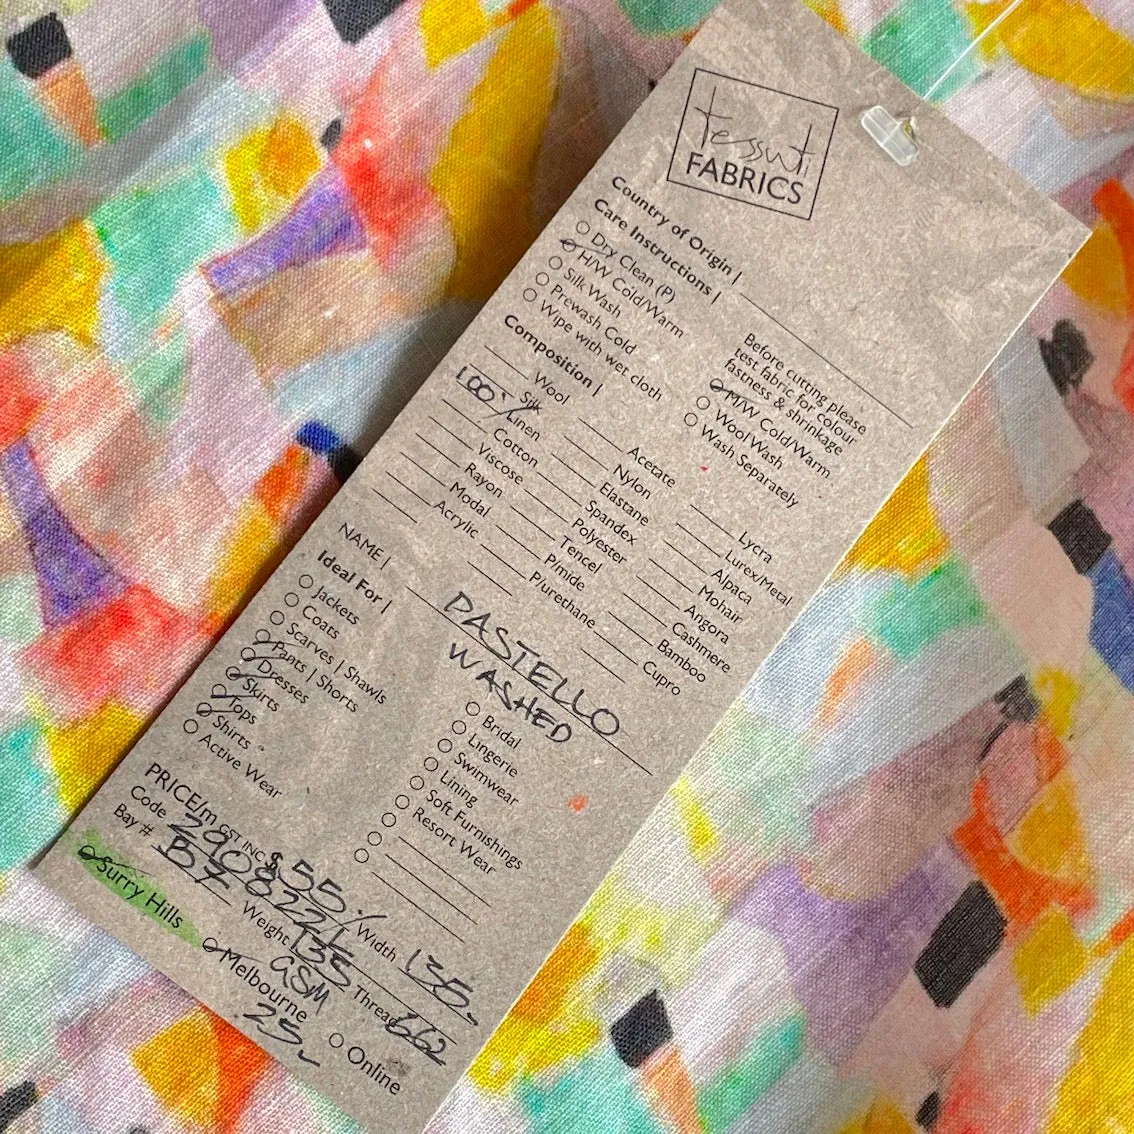 tessuti
FABRICS
Country of Origin |
Care Instructions |
Dry Clean (P)
H/W Cold/Warm
Silk Wash
Prewash Cold
Wipe with wet cloth
Before cutting please
test fabric for colour
fastness & shrinkage
M/W Cold/Warm
Wool Wash
Wash Separately
Composition |
Wool
Silk
100% Linen
Cotton
Viscose
Rayon
Modal
Acrylic
Acetate
Nylon
Elastane
Spandex
Polyester
Tencel
P/mide
P/urethane
Lycra
Lurex/Metal
Alpaca
Mohair
Angora
Cashmere
Bamboo
Cupro
NAME | PASTELLO
WASHED
Ideal For |
Jackets
Coats
Scarves | Shawls
Pants | Shorts
Dresses
Skirts
Tops
Shirts
Active Wear
Bridal
Lingerie
Swimwear
Lining
Soft Furnishings
Resort Wear
PRICE/m GST INC $55
Width 135
Code 290822L
Weight 135 GSM
Thread 662
Bay # B7
Surry Hills
Melbourne
25
Online